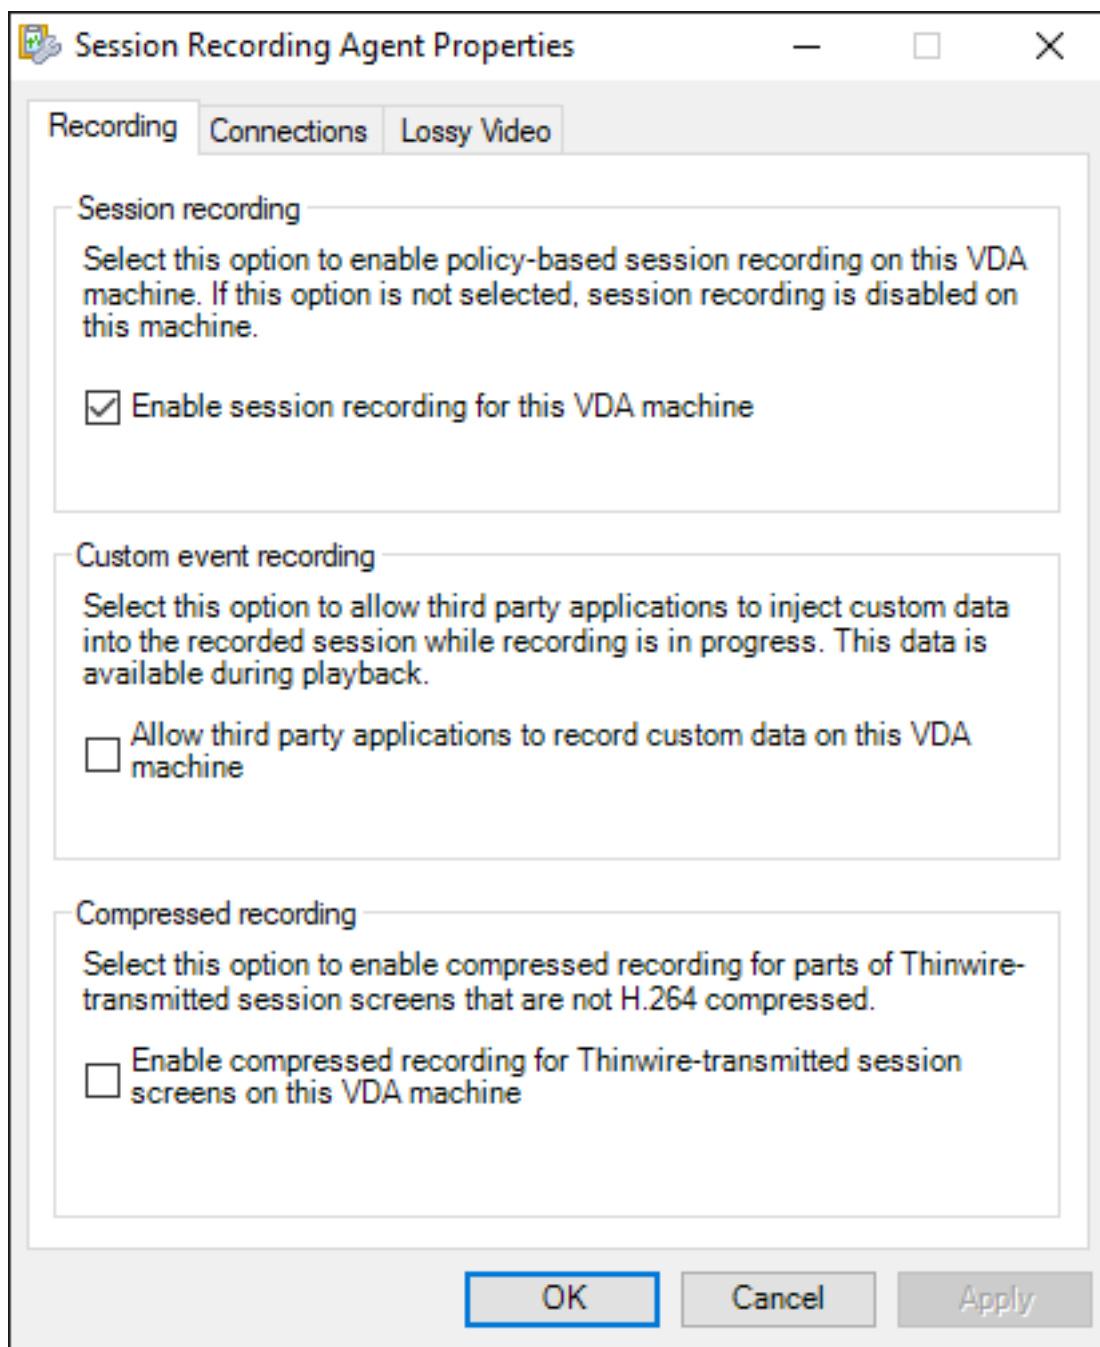 Session Recording Agent Properties
Recording
Connections
Lossy Video
Session recording
Select this option to enable policy-based session recording on this VDA
machine. If this option is not selected, session recording is disabled on
this machine.
Enable session recording for this VDA machine
Custom event recording
Select this option to allow third party applications to inject custom data
into the recorded session while recording is in progress. This data is
available during playback.
Allow third party applications to record custom data on this VDA
machine
Compressed recording
Select this option to enable compressed recording for parts of Thinwire-
transmitted session screens that are not H.264 compressed.
Enable compressed recording for Thinwire-transmitted session
screens on this VDA machine
OK
Cancel
Apply